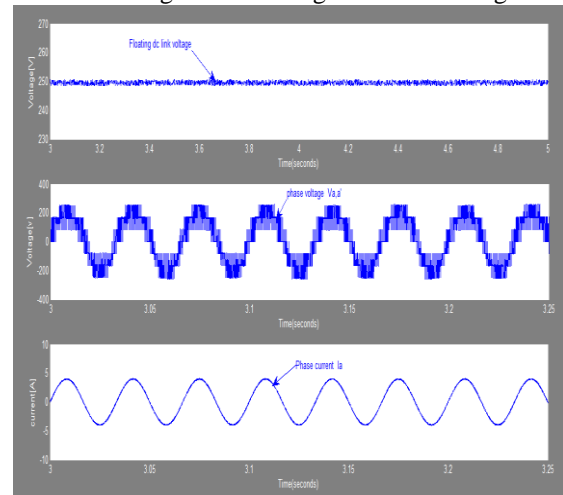 270
260
250
240
230
Voltage[V]
Floating dc link voltage
3 3.2 3.4 3.6 3.8 4 4.2 4.4 4.6 4.8 5
Time(seconds)
400
200
0
-200
-400
Voltage[v]
phase voltage Va,a'
3 3.05 3.1 3.15 3.2 3.25
Time(seconds)
10
5
0
-5
-10
current[A]
Phase current Ia
3 3.05 3.1 3.15 3.2 3.25
Time(seconds)